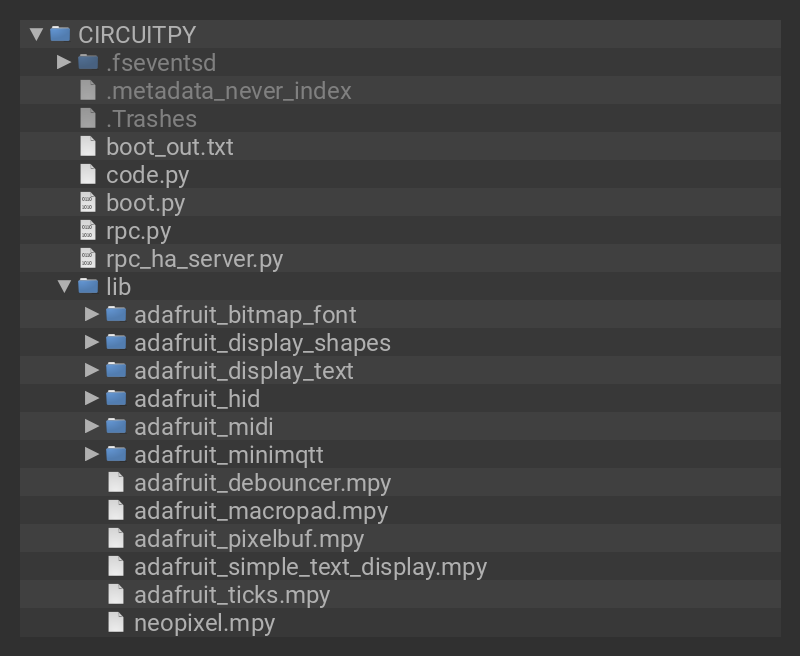 CIRCUITPY
.fseventsd
.metadata_never_index
.Trashes
boot_out.txt
code.py
boot.py
rpc.py
rpc_ha_server.py
lib
adafruit_bitmap_font
adafruit_display_shapes
adafruit_display_text
adafruit_hid
adafruit_midi
adafruit_minimqtt
adafruit_debouncer.mpy
adafruit_macropad.mpy
adafruit_pixelbuf.mpy
adafruit_simple_text_display.mpy
adafruit_ticks.mpy
neopixel.mpy